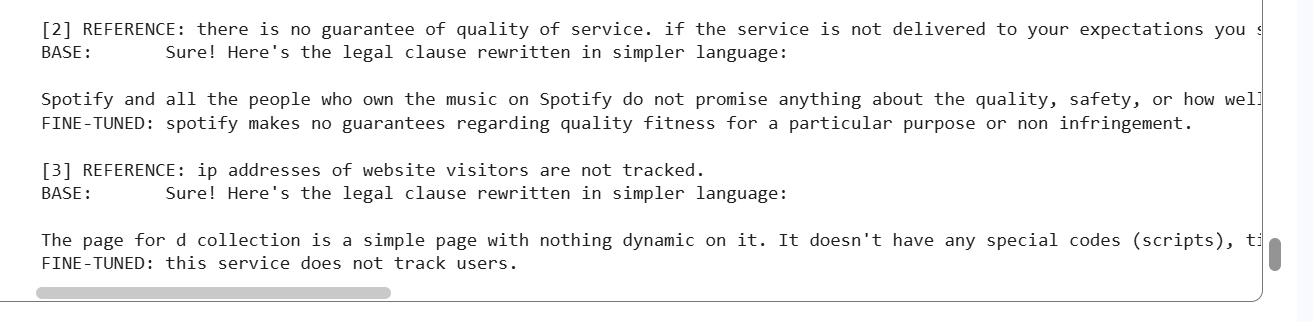 [2] REFERENCE: there is no guarantee of quality of service. if the service is not delivered to your expectations you
BASE: Sure! Here's the legal clause rewritten in simpler language:
Spotify and all the people who own the music on Spotify do not promise anything about the quality, safety, or how well
FINE-TUNED: spotify makes no guarantees regarding quality fitness for a particular purpose or non infringement.
[3] REFERENCE: ip addresses of website visitors are not tracked.
BASE: Sure! Here's the legal clause rewritten in simpler language:
The page for d collection is a simple page with nothing dynamic on it. It doesn't have any special codes (scripts),
FINE-TUNED: this service does not track users.